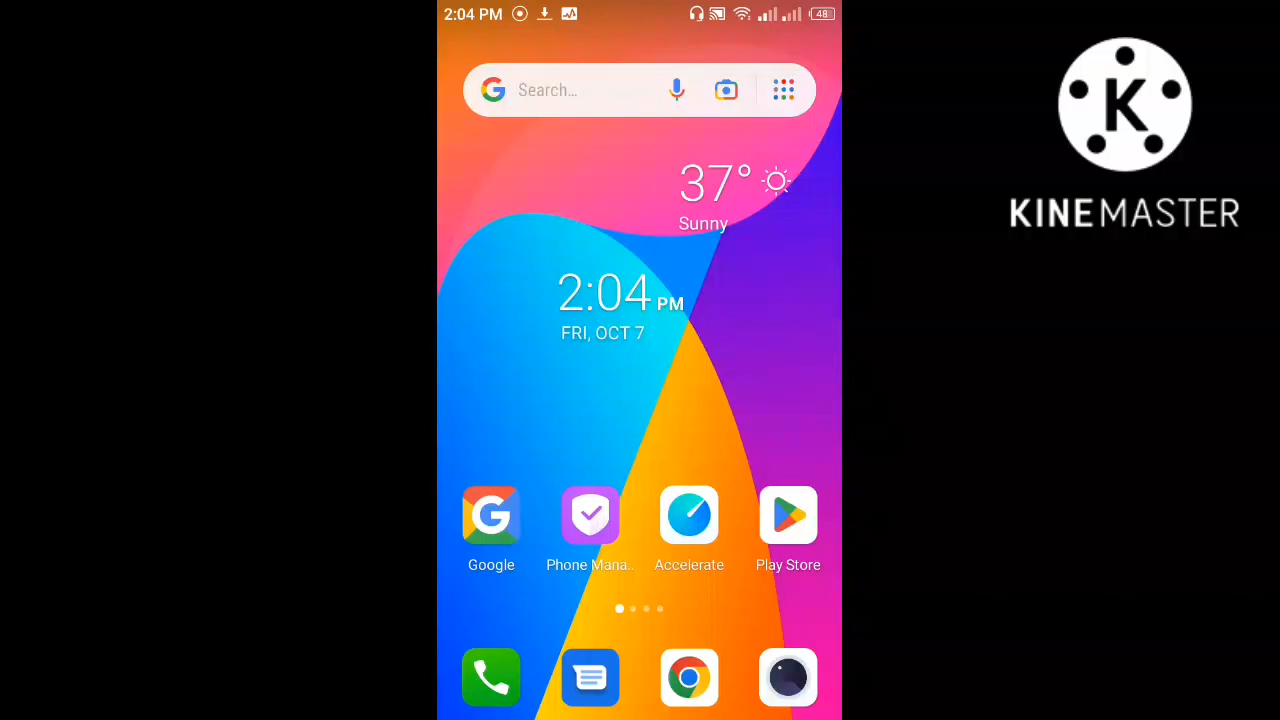 2:04 PM
48
Search...
37°
Sunny
2:04 PM
FRI, OCT 7
Google
Phone Mana..
Accelerate
Play Store
K
KINEMASTER